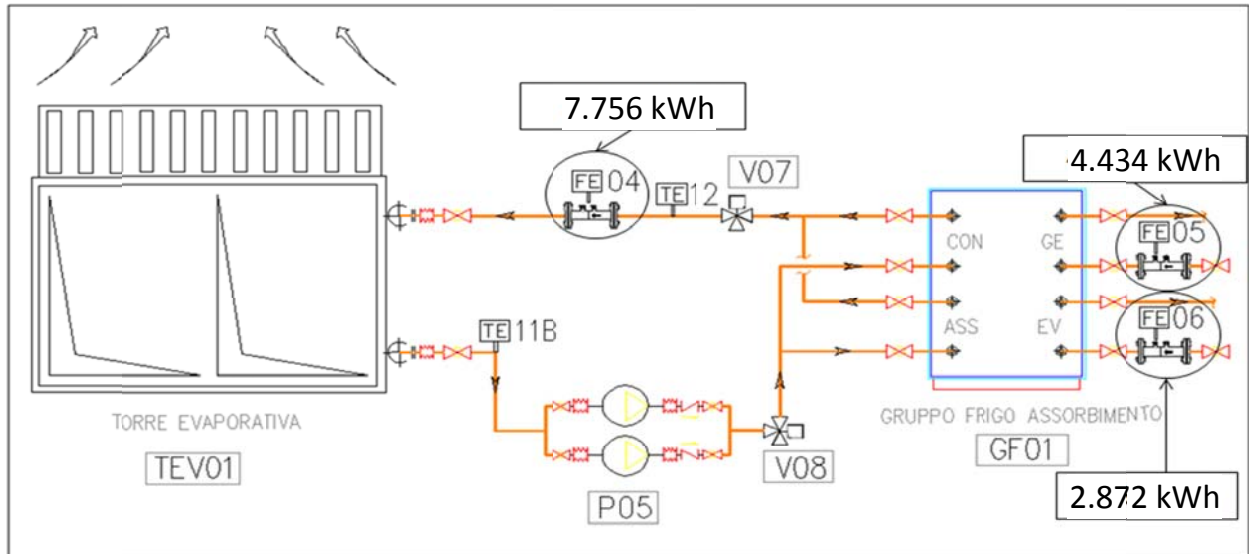 7.756 kWh
4.434 kWh
FE 04
TE 12
V07
FE 05
CON
GE
FE 06
ASS
EV
TE 11B
TORRE EVAPORATIVA
TEV01
P05
V08
GRUPPO FRIGO ASSORBIMENTO
GF01
2.872 kWh